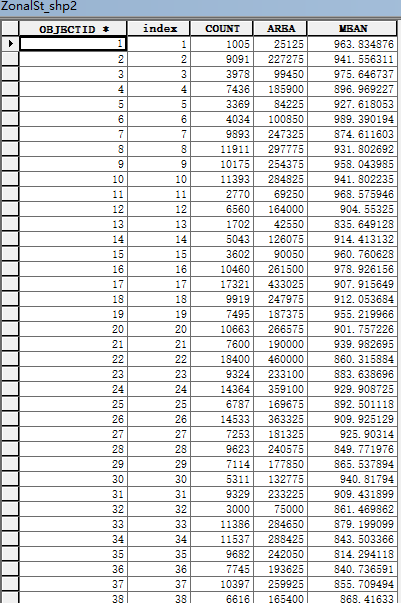 ZonalSt_shp2
OBJECTID * index COUNT AREA MEAN
1 1 1005 25125 963.834876
2 2 9091 227275 941.556311
3 3 3978 99450 975.646737
4 4 7436 185900 896.969227
5 5 3369 84225 927.618053
6 6 4034 100850 989.390194
7 7 9893 247325 874.611603
8 8 11911 297775 931.802692
9 9 10175 254375 958.043985
10 10 11393 284825 941.802235
11 11 2770 69250 968.575946
12 12 6560 164000 904.55325
13 13 1702 42550 835.649128
14 14 5043 126075 914.413132
15 15 3602 90050 960.760628
16 16 10460 261500 978.926156
17 17 17321 433025 907.915649
18 18 9919 247975 912.053684
19 19 7495 187375 955.219966
20 20 10663 266575 901.757226
21 21 7600 190000 939.982695
22 22 18400 460000 860.315884
23 23 9324 233100 883.638696
24 24 14364 359100 929.908725
25 25 6787 169675 892.501118
26 26 14533 363325 909.925129
27 27 7253 181325 925.90314
28 28 9623 240575 849.771976
29 29 7114 177850 865.537894
30 30 5311 132775 940.81794
31 31 9329 233225 909.431899
32 32 3000 75000 861.469862
33 33 11386 284650 879.199099
34 34 11537 288425 843.503366
35 35 9682 242050 814.294118
36 36 7745 193625 840.736591
37 37 10397 259925 855.709494
38 38 6616 165400 868.41633